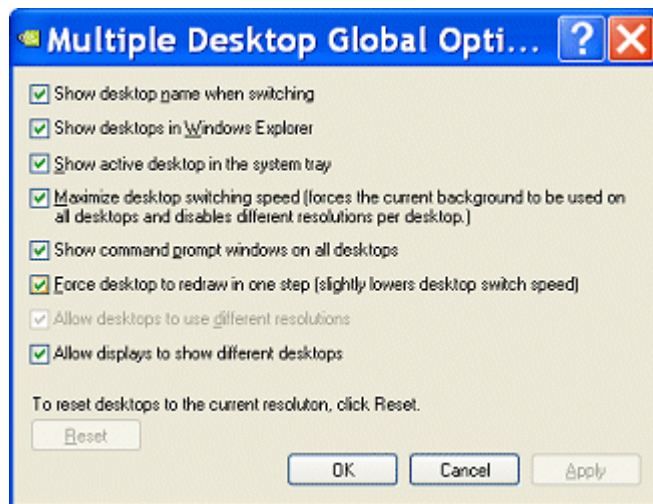 Multiple Desktop Global Opti...
Show desktop name when switching
Show desktops in Windows Explorer
Show active desktop in the system tray
Maximize desktop switching speed (forces the current background to be used on
all desktops and disables different resolutions per desktop.)
Show command prompt windows on all desktops
Force desktop to redraw in one step (slightly lowers desktop switch speed)
Allow desktops to use different resolutions
Allow displays to show different desktops
To reset desktops to the current resoluton, click Reset.
Reset
OK Cancel Apply